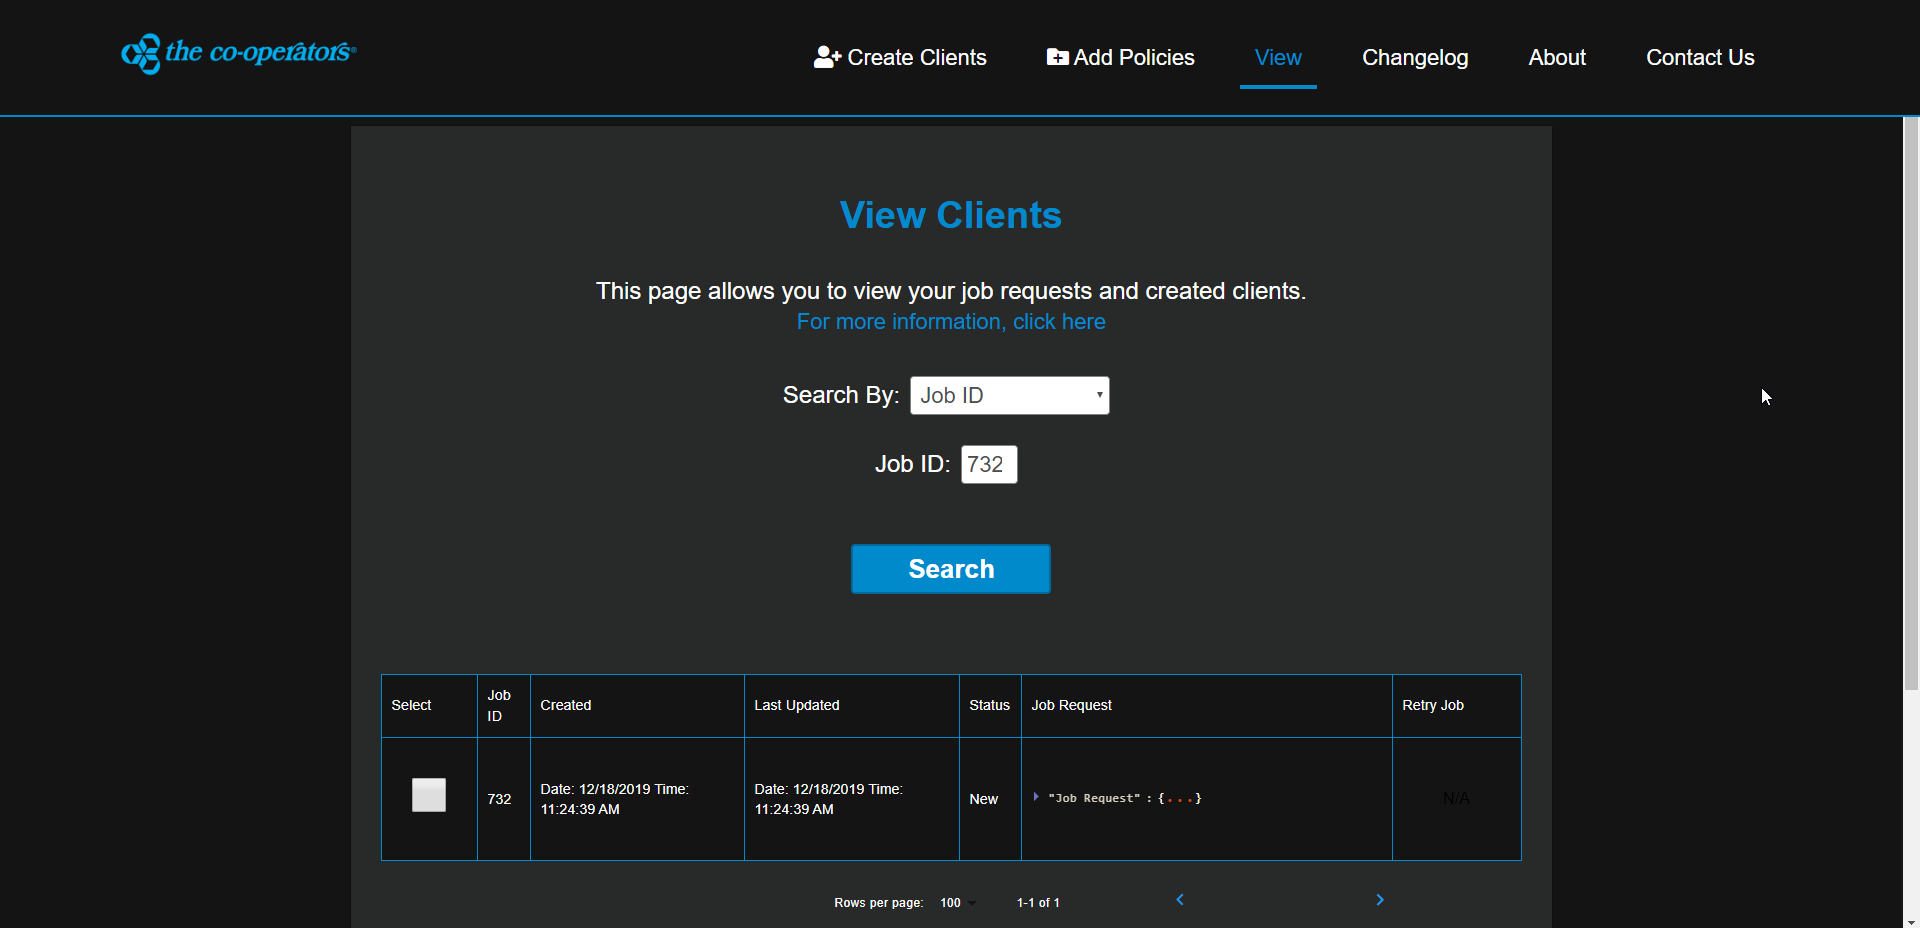 the co-operators®
Create Clients
Add Policies
View
Changelog
About
Contact Us
View Clients
This page allows you to view your job requests and created clients.
For more information, click here
Search By: Job ID
Job ID: 732
Search
Select
Job
ID
Created
Last Updated
Status
Job Request
Retry Job
732
Date: 12/18/2019 Time:
11:24:39 AM
Date: 12/18/2019 Time:
11:24:39 AM
New
"Job Request" : {...}
N/A
Rows per page: 100 1-1 of 1